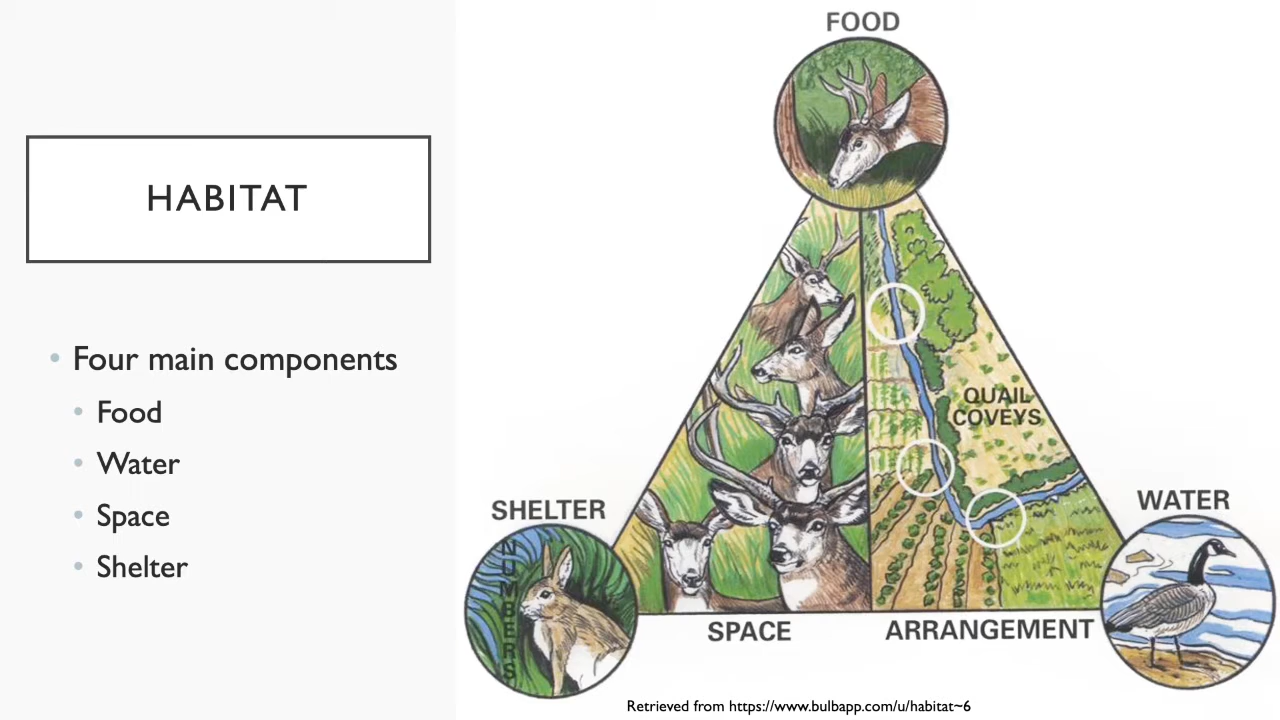 HABITAT
• Four main components
• Food
• Water
• Space
• Shelter
FOOD
QUAIL
COVEYS
SHELTER
NUMBERS
WATER
SPACE
ARRANGEMENT
Retrieved from https://www.bulbapp.com/u/habitat~6